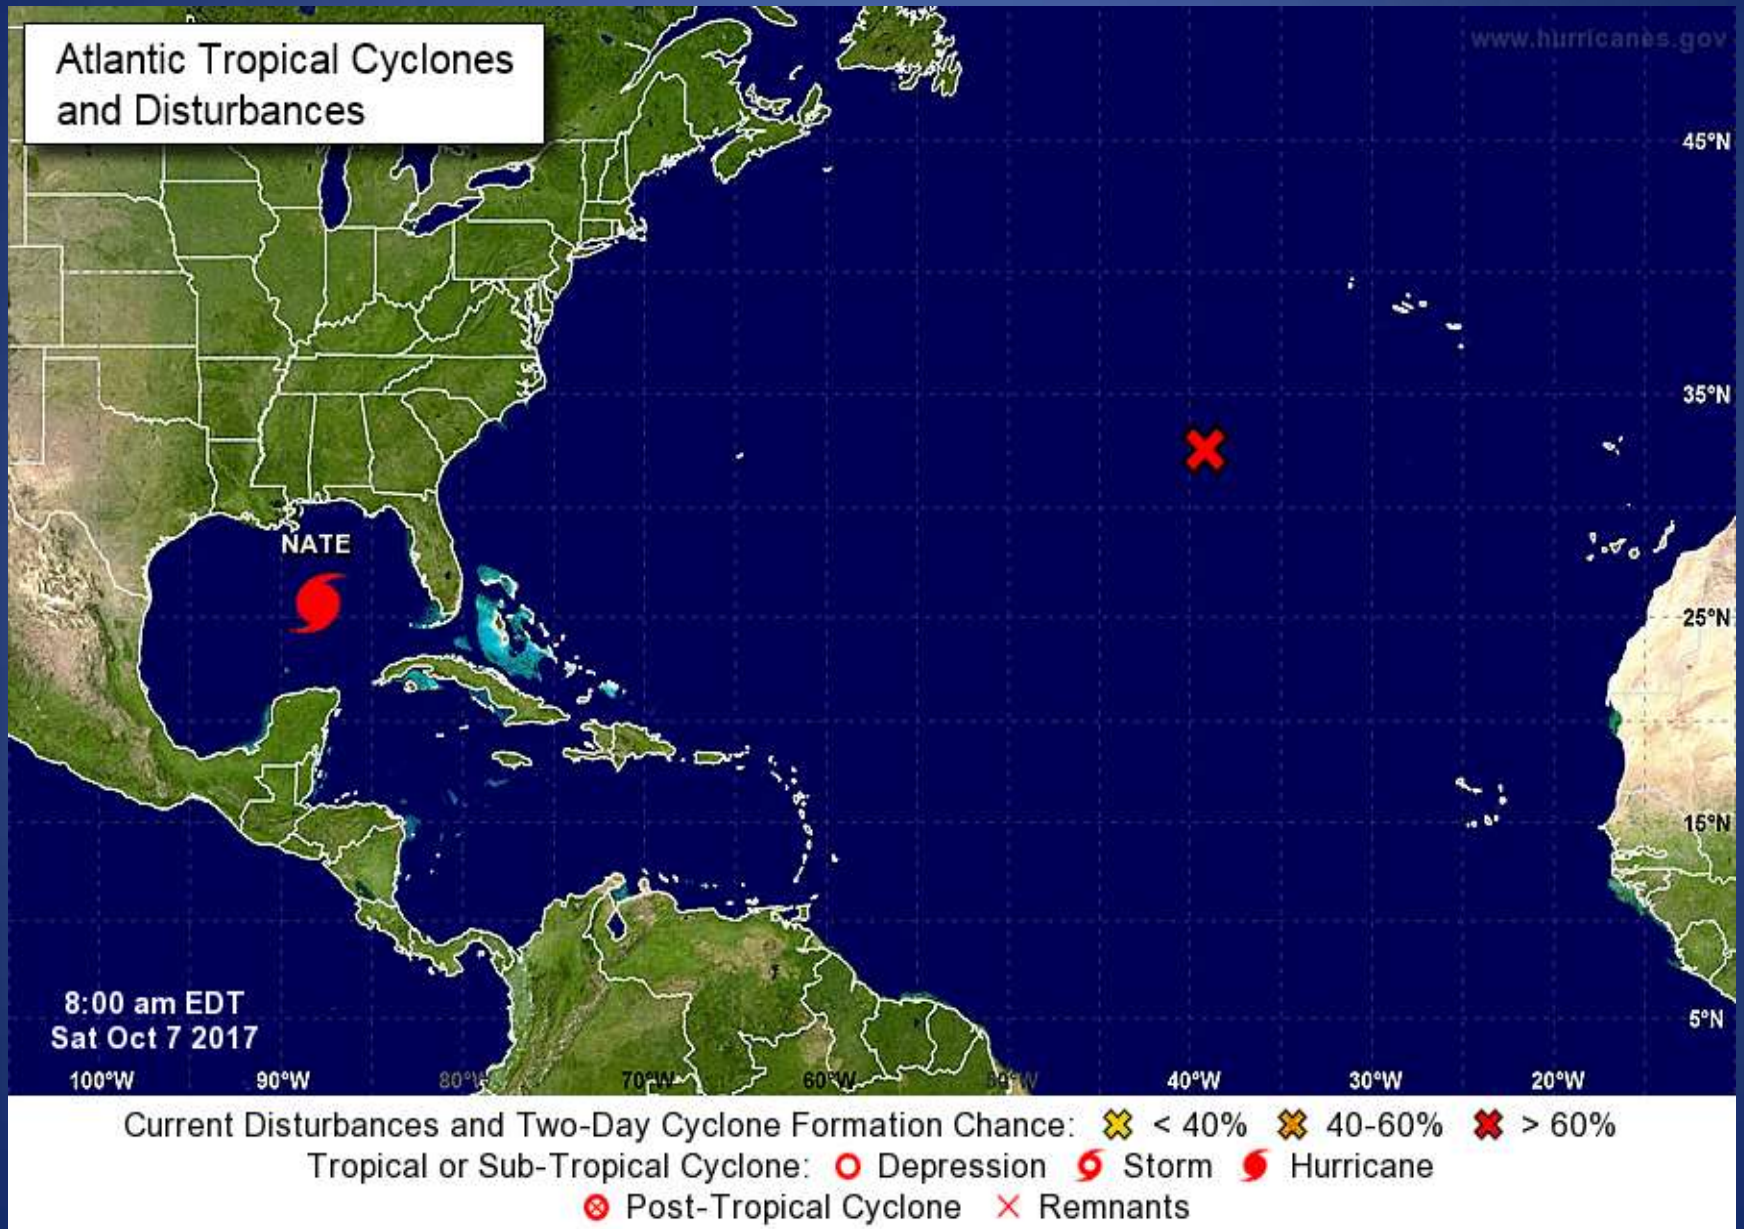 Atlantic Tropical Cyclones
and Disturbances
www.hurricanes.gov
45°N
35°N
NATE
25°N
15°N
8:00 am EDT
Sat Oct 7 2017
5°N
100°W 90°W 80°W 70°W 60°W 50°W 40°W 30°W 20°W
Current Disturbances and Two-Day Cyclone Formation Chance: < 40% 40-60% > 60%
Tropical or Sub-Tropical Cyclone: Depression Storm Hurricane
Post-Tropical Cyclone Remnants